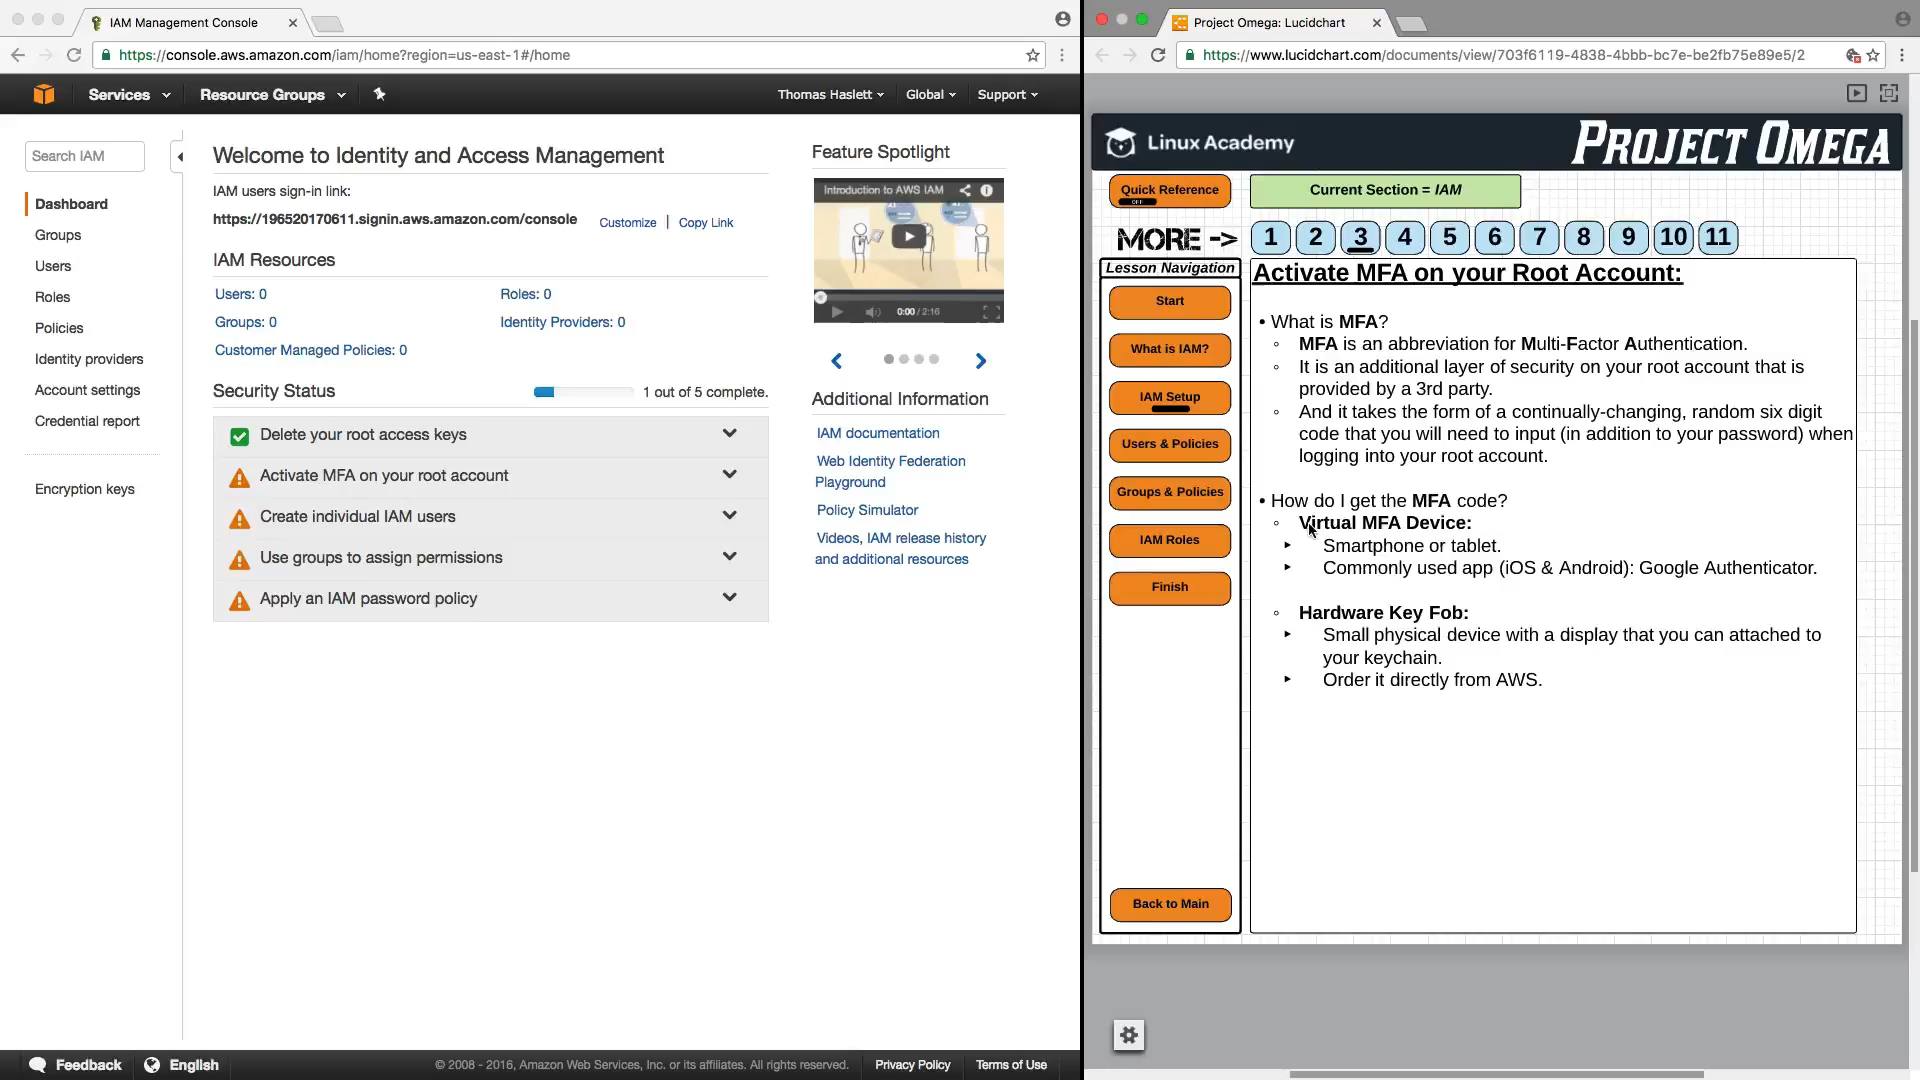 IAM Management Console
https://console.aws.amazon.com/iam/home?region=us-east-1#/home
Services
Resource Groups
Thomas Haslett
Global
Support
Search IAM
Dashboard
Groups
Users
Roles
Policies
Identity providers
Account settings
Credential report
Encryption keys
Welcome to Identity and Access Management
IAM users sign-in link:
https://196520170611.signin.aws.amazon.com/console
Customize | Copy Link
IAM Resources
Users: 0
Roles: 0
Groups: 0
Identity Providers: 0
Customer Managed Policies: 0
Security Status
1 out of 5 complete.
Delete your root access keys
Activate MFA on your root account
Create individual IAM users
Use groups to assign permissions
Apply an IAM password policy
Feature Spotlight
Introduction to AWS IAM
0:00 / 2:16
Additional Information
IAM documentation
Web Identity Federation
Playground
Policy Simulator
Videos, IAM release history
and additional resources
Feedback
English
© 2008 - 2016, Amazon Web Services, Inc. or its affiliates. All rights reserved.
Privacy Policy
Terms of Use
Project Omega: Lucidchart
https://www.lucidchart.com/documents/view/703f6119-4838-4bbb-bc7e-be2fb75e89e5/2
Linux Academy
PROJECT OMEGA
Quick Reference
OFF
Current Section = IAM
MORE ->
1 2 3 4 5 6 7 8 9 10 11
Lesson Navigation
Start
What is IAM?
IAM Setup
Users & Policies
Groups & Policies
IAM Roles
Finish
Back to Main
Activate MFA on your Root Account:
• What is MFA?
◦ MFA is an abbreviation for Multi-Factor Authentication.
◦ It is an additional layer of security on your root account that is
provided by a 3rd party.
◦ And it takes the form of a continually-changing, random six digit
code that you will need to input (in addition to your password) when
logging into your root account.
• How do I get the MFA code?
◦ Virtual MFA Device:
‣ Smartphone or tablet.
‣ Commonly used app (iOS & Android): Google Authenticator.
◦ Hardware Key Fob:
‣ Small physical device with a display that you can attached to
your keychain.
‣ Order it directly from AWS.